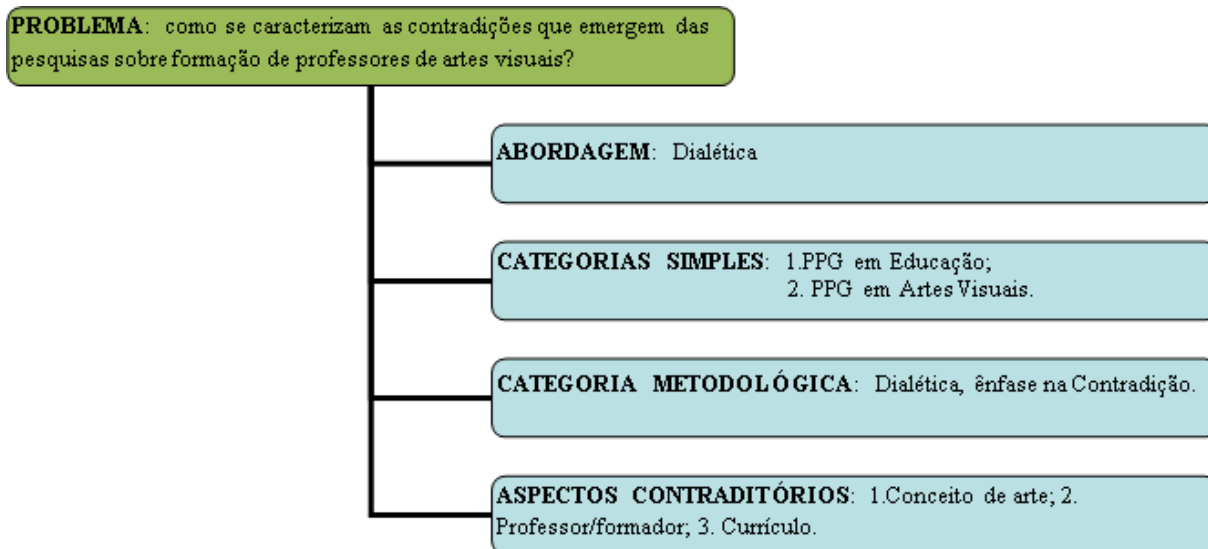 PROBLEMA: como se caracterizam as contradições que emergem das
pesquisas sobre formação de professores de artes visuais?
ABORDAGEM: Dialética
CATEGORIAS SIMPLES: 1.PPG em Educação;
2. PPG em Artes Visuais.
CATEGORIA METODOLÓGICA: Dialética, ênfase na Contradição.
ASPECTOS CONTRADITÓRIOS: 1.Conceito de arte; 2.
Professor/formador; 3. Currículo.